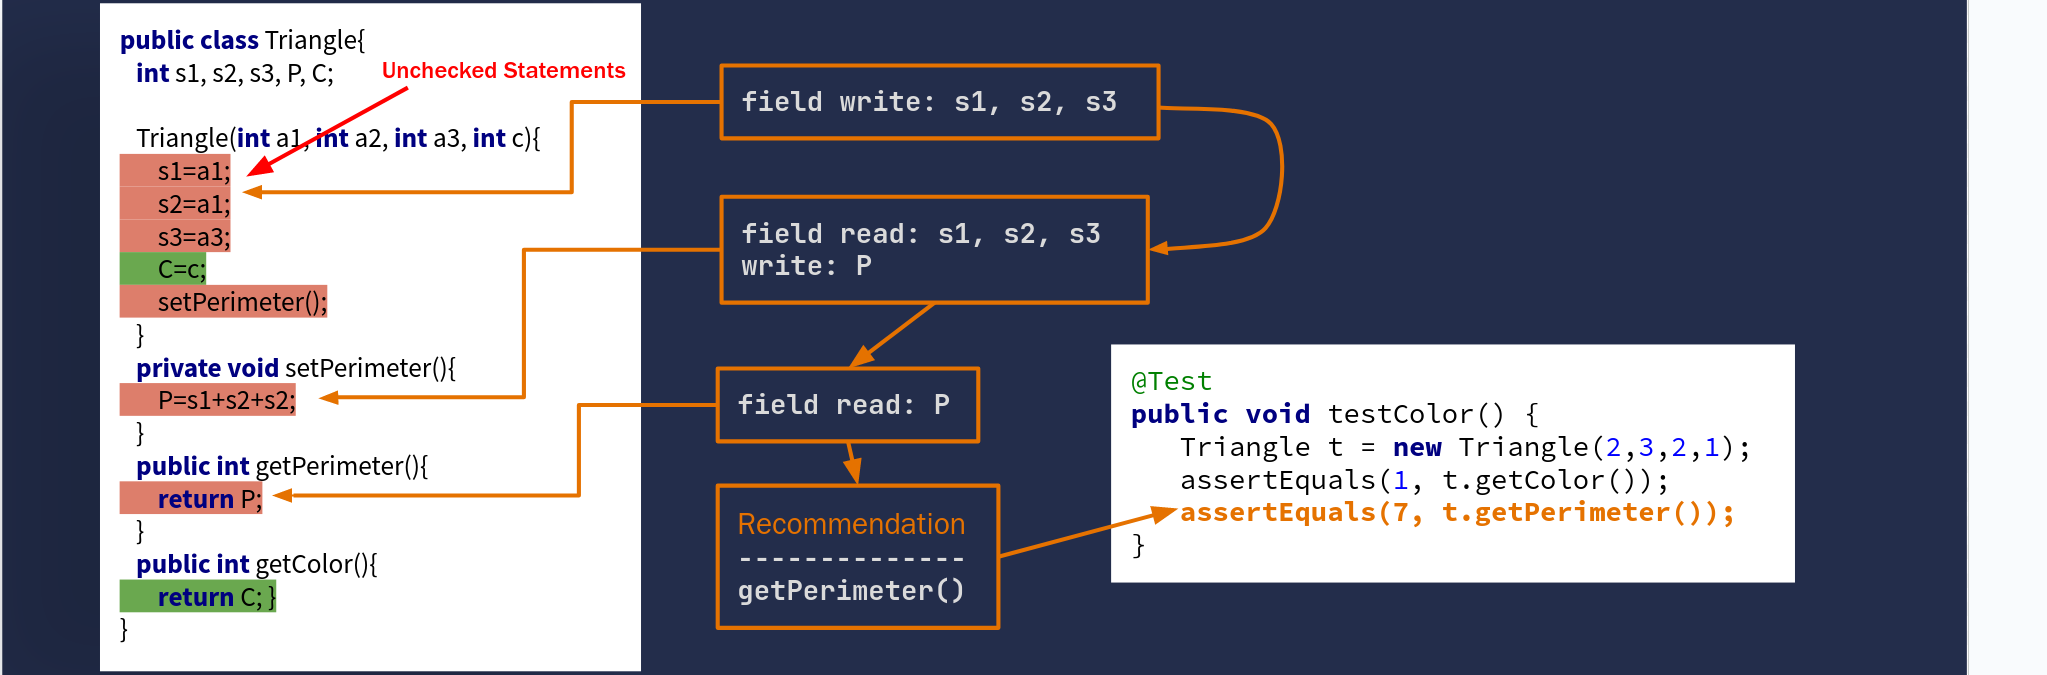 public class Triangle{
int s1, s2, s3, P, C;
Unchecked Statements
Triangle(int a1, int a2, int a3, int c){
s1=a1;
s2=a1;
s3=a3;
C=c;
setPerimeter();
}
private void setPerimeter(){
P=s1+s2+s2;
}
public int getPerimeter(){
return P;
}
public int getColor(){
return C; }
}
field write: s1, s2, s3
field read: s1, s2, s3
write: P
field read: P
Recommendation
--------------
getPerimeter()
@Test
public void testColor() {
Triangle t = new Triangle(2,3,2,1);
assertEquals(1, t.getColor());
assertEquals(7, t.getPerimeter());
}